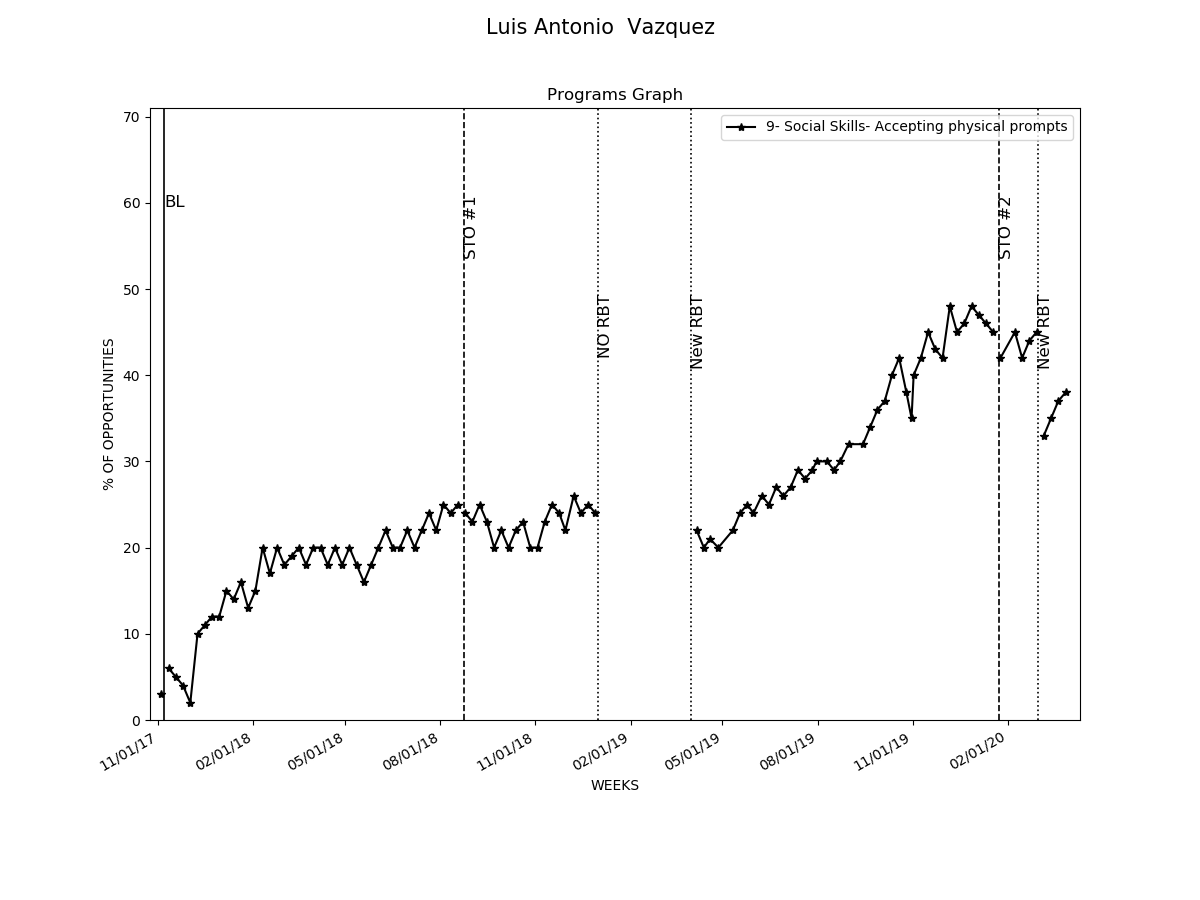 Luis Antonio  Vazquez
Programs Graph
9- Social Skills- Accepting physical prompts
70
60
50
40
30
20
10
0
% OF OPPORTUNITIES
BL
STO #1
NO RBT
New RBT
STO #2
New RBT
11/01/17
02/01/18
05/01/18
08/01/18
11/01/18
02/01/19
05/01/19
08/01/19
11/01/19
02/01/20
WEEKS